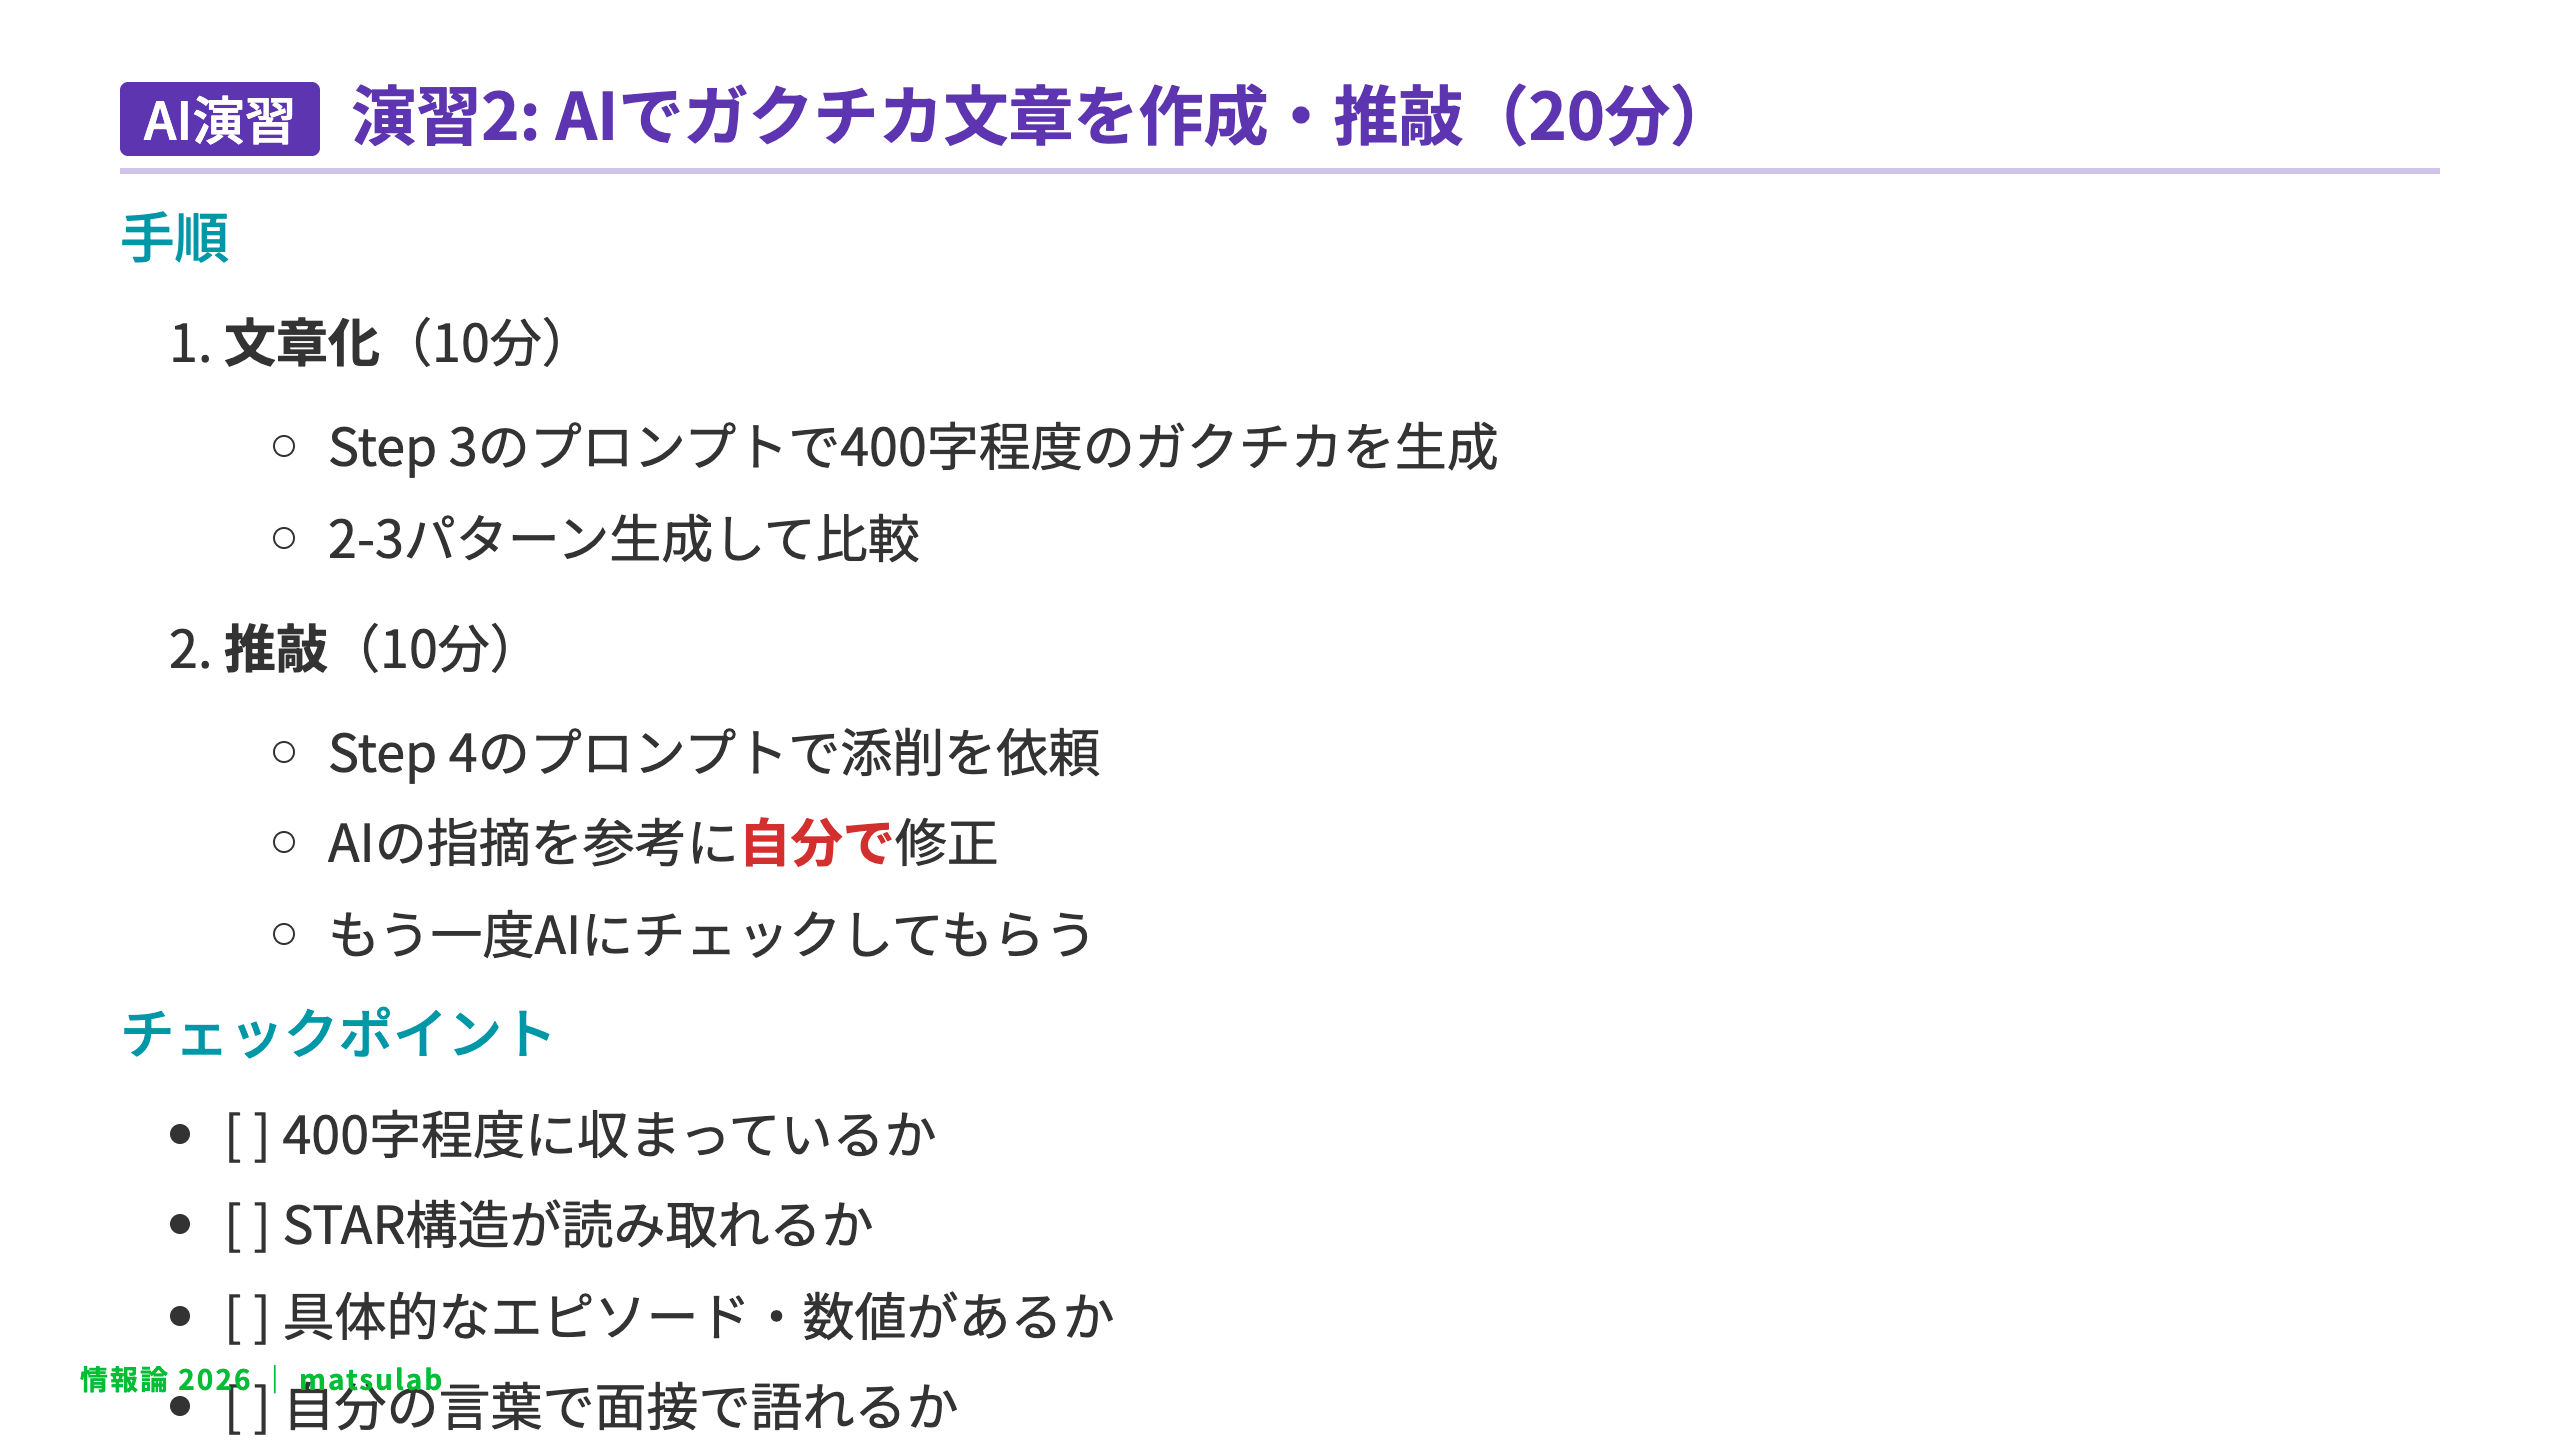 AI演習 演習2: AIでガクチカ文章を作成・推敲（20分）
手順
1. 文章化（10分）
○ Step 3のプロンプトで400字程度のガクチカを生成
○ 2-3パターン生成して比較
2. 推敲（10分）
○ Step 4のプロンプトで添削を依頼
○ AIの指摘を参考に自分で修正
○ もう一度AIにチェックしてもらう
チェックポイント
• [ ] 400字程度に収まっているか
• [ ] STAR構造が読み取れるか
• [ ] 具体的なエピソード・数値があるか
情報論 2026 ｜ matsulab
• [ ] 自分の言葉で面接で語れるか